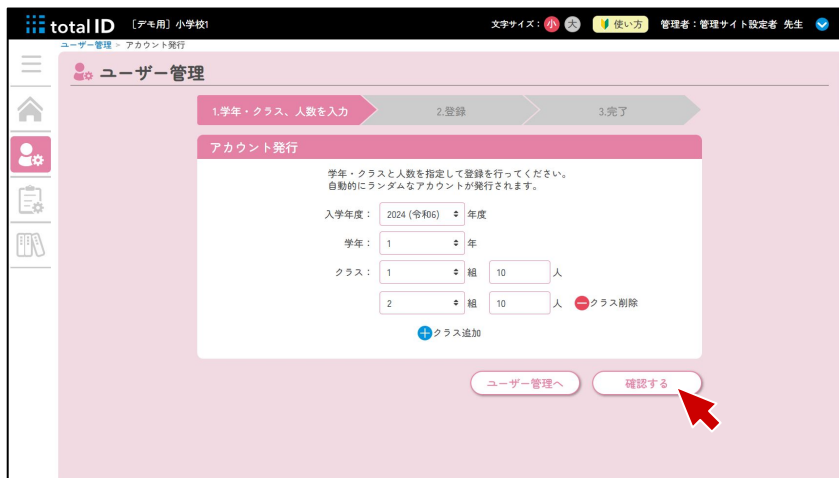 total ID [デモ用] 小学校1 文字サイズ： 小 大 使い方 管理者：管理サイト設定者 先生
ユーザー管理 > アカウント発行
ユーザー管理
1.学年・クラス、人数を入力 2.登録 3.完了
アカウント発行
学年・クラスと人数を指定して登録を行ってください。
自動的にランダムなアカウントが発行されます。
入学年度： 2024 (令和6) 年度
学年： 1 年
クラス： 1 組 10 人
2 組 10 人 クラス削除
クラス追加
ユーザー管理へ 確認する